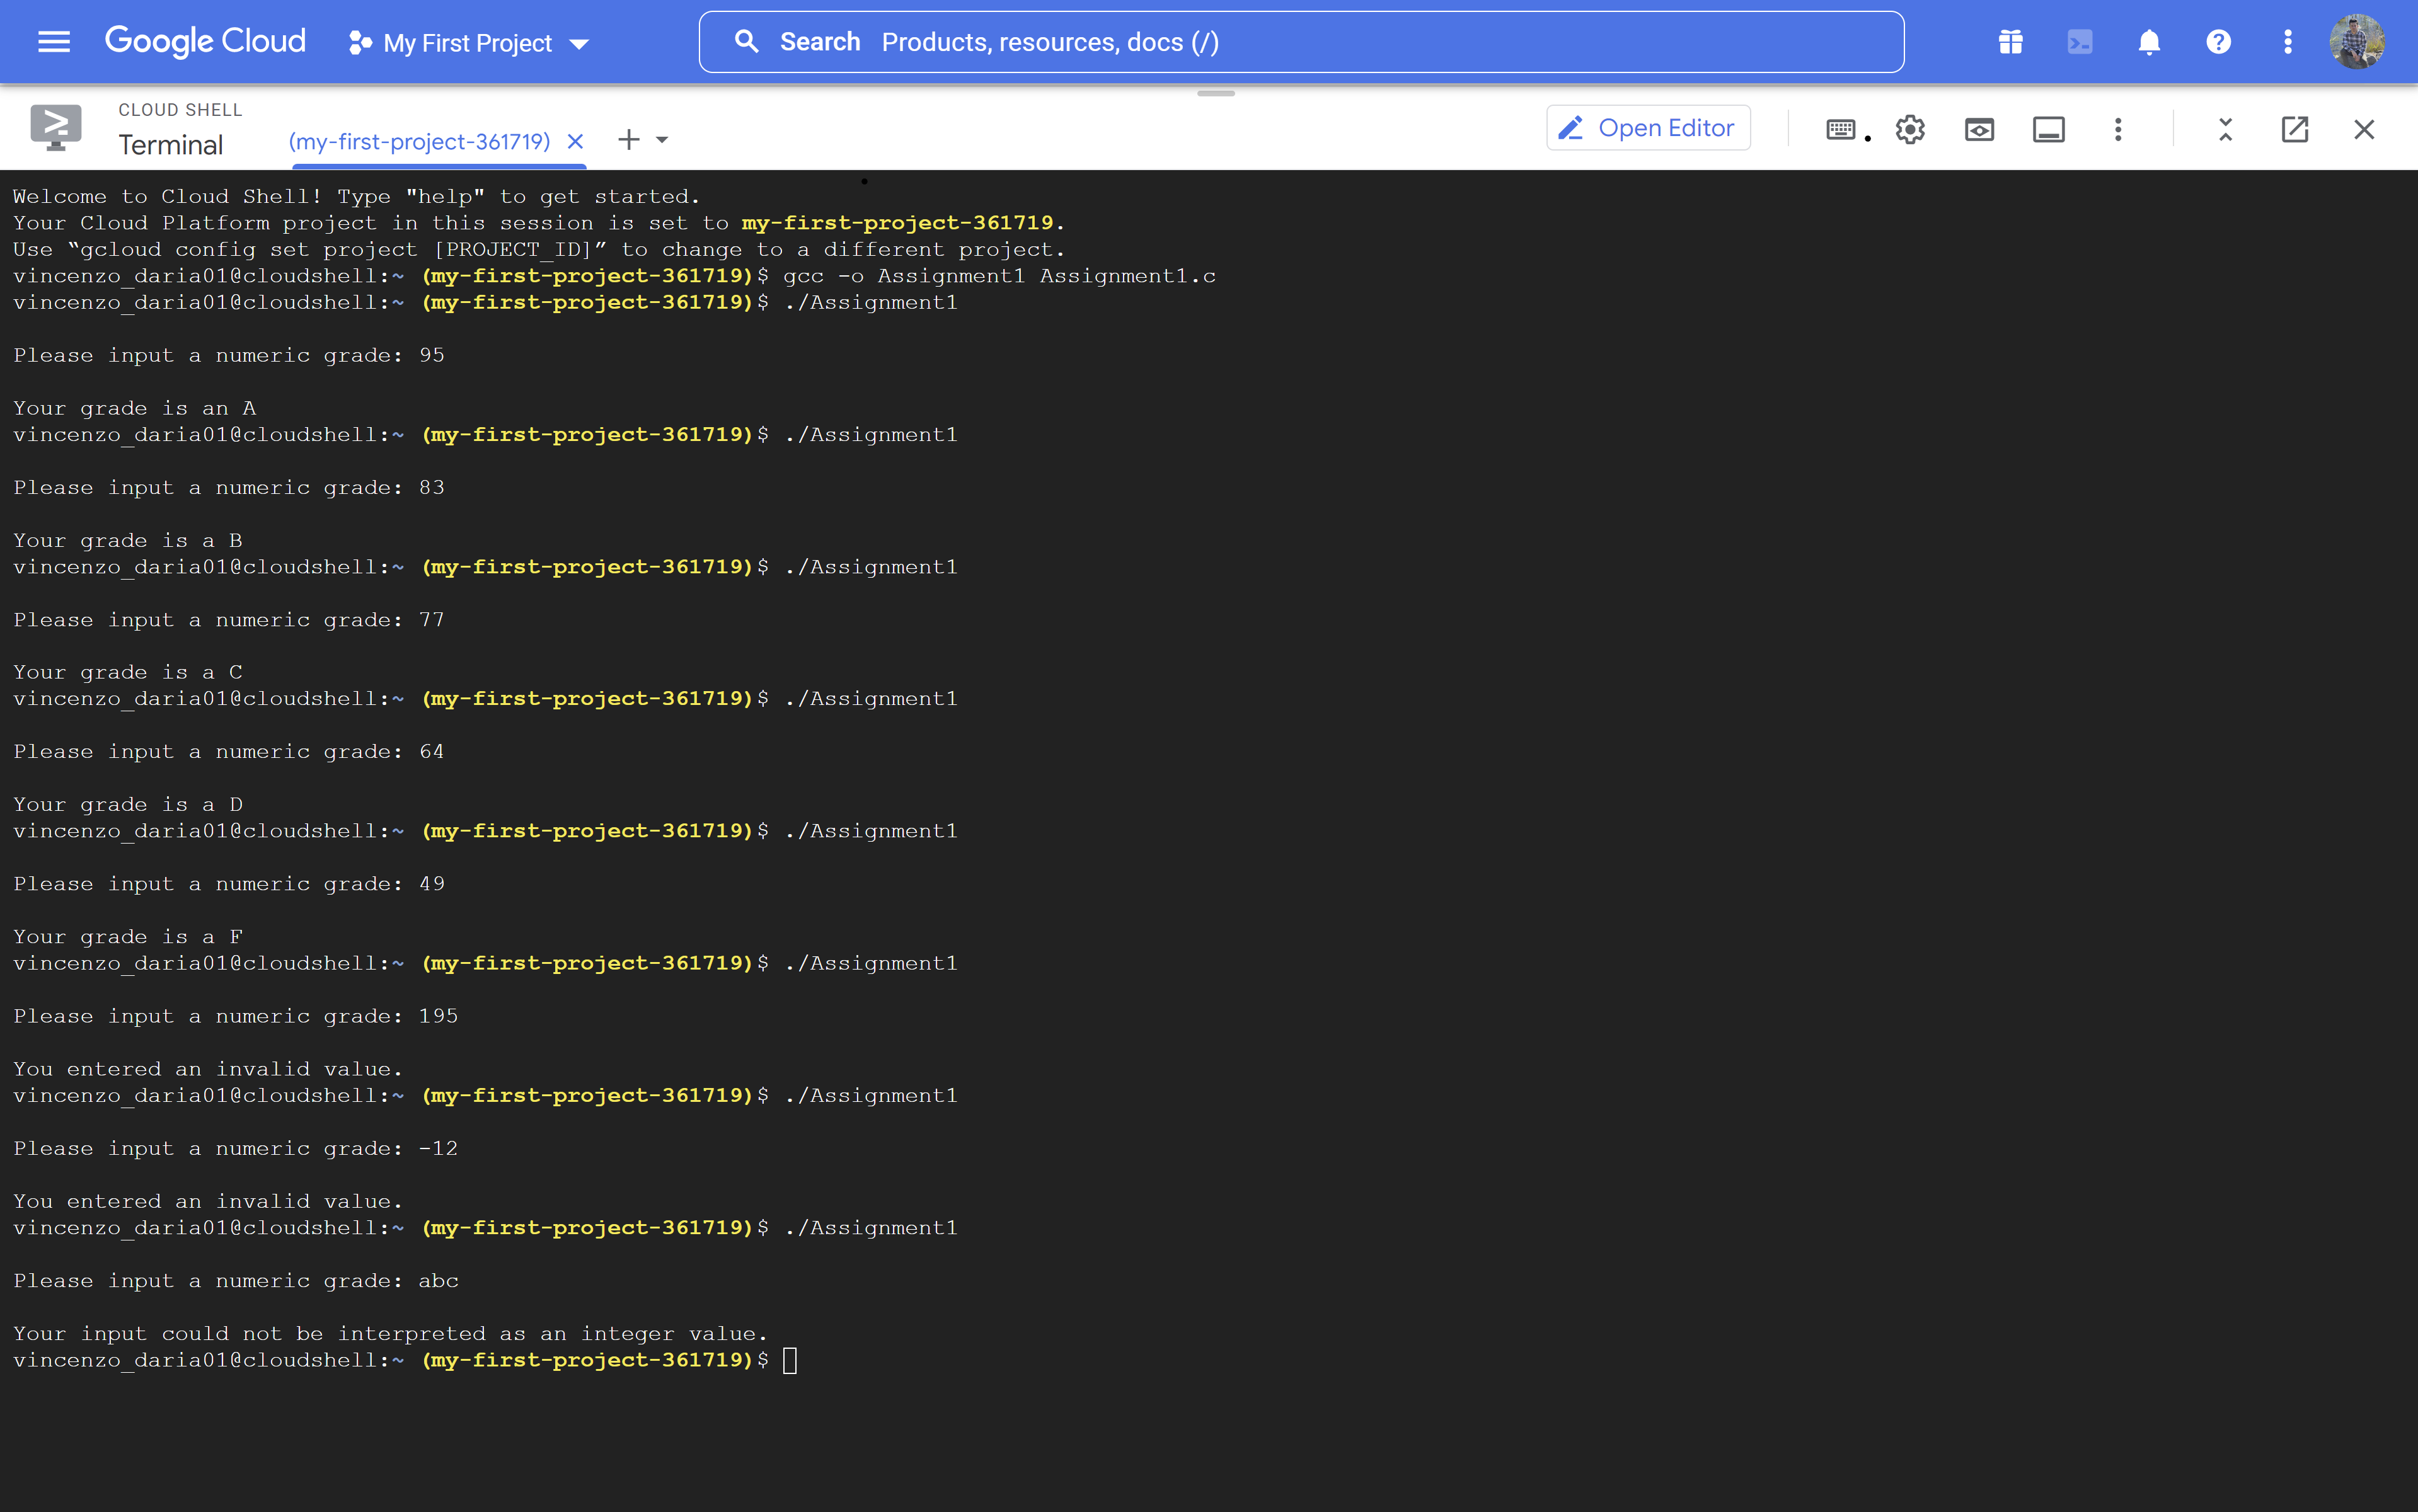 Google Cloud My First Project Search Products, resources, docs (/)
CLOUD SHELL
Terminal (my-first-project-361719) Open Editor
Welcome to Cloud Shell! Type "help" to get started.
Your Cloud Platform project in this session is set to my-first-project-361719.
Use “gcloud config set project [PROJECT_ID]” to change to a different project.
vincenzo_daria01@cloudshell:~ (my-first-project-361719)$ gcc -o Assignment1 Assignment1.c
vincenzo_daria01@cloudshell:~ (my-first-project-361719)$ ./Assignment1
Please input a numeric grade: 95
Your grade is an A
vincenzo_daria01@cloudshell:~ (my-first-project-361719)$ ./Assignment1
Please input a numeric grade: 83
Your grade is a B
vincenzo_daria01@cloudshell:~ (my-first-project-361719)$ ./Assignment1
Please input a numeric grade: 77
Your grade is a C
vincenzo_daria01@cloudshell:~ (my-first-project-361719)$ ./Assignment1
Please input a numeric grade: 64
Your grade is a D
vincenzo_daria01@cloudshell:~ (my-first-project-361719)$ ./Assignment1
Please input a numeric grade: 49
Your grade is a F
vincenzo_daria01@cloudshell:~ (my-first-project-361719)$ ./Assignment1
Please input a numeric grade: 195
You entered an invalid value.
vincenzo_daria01@cloudshell:~ (my-first-project-361719)$ ./Assignment1
Please input a numeric grade: -12
You entered an invalid value.
vincenzo_daria01@cloudshell:~ (my-first-project-361719)$ ./Assignment1
Please input a numeric grade: abc
Your input could not be interpreted as an integer value.
vincenzo_daria01@cloudshell:~ (my-first-project-361719)$